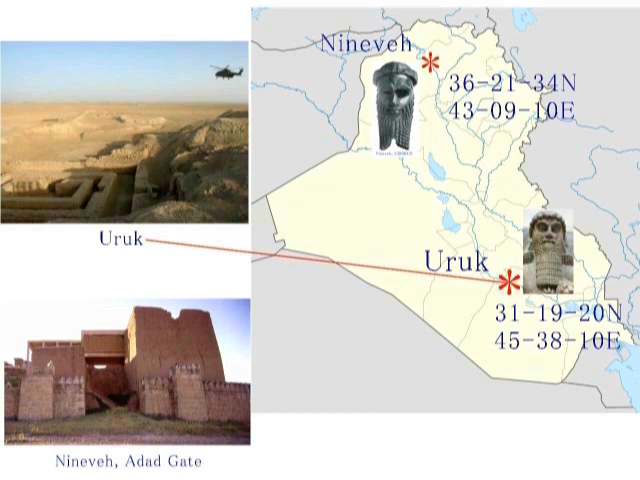 Nineveh
36-21-34N
43-09-10E
Uruk
Uruk
31-19-20N
45-38-10E
Nineveh, Adad Gate